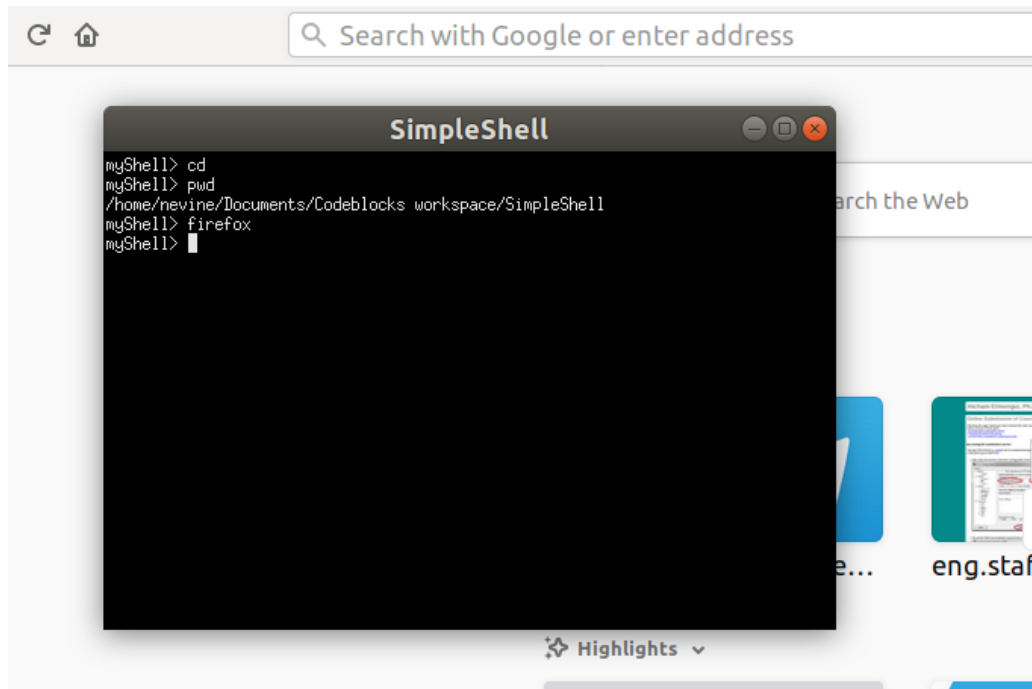 Search with Google or enter address
SimpleShell
myShell> cd
myShell> pwd
/home/nevine/Documents/Codeblocks workspace/SimpleShell
myShell> firefox
myShell>
arch the Web
e...
eng.staf
Highlights